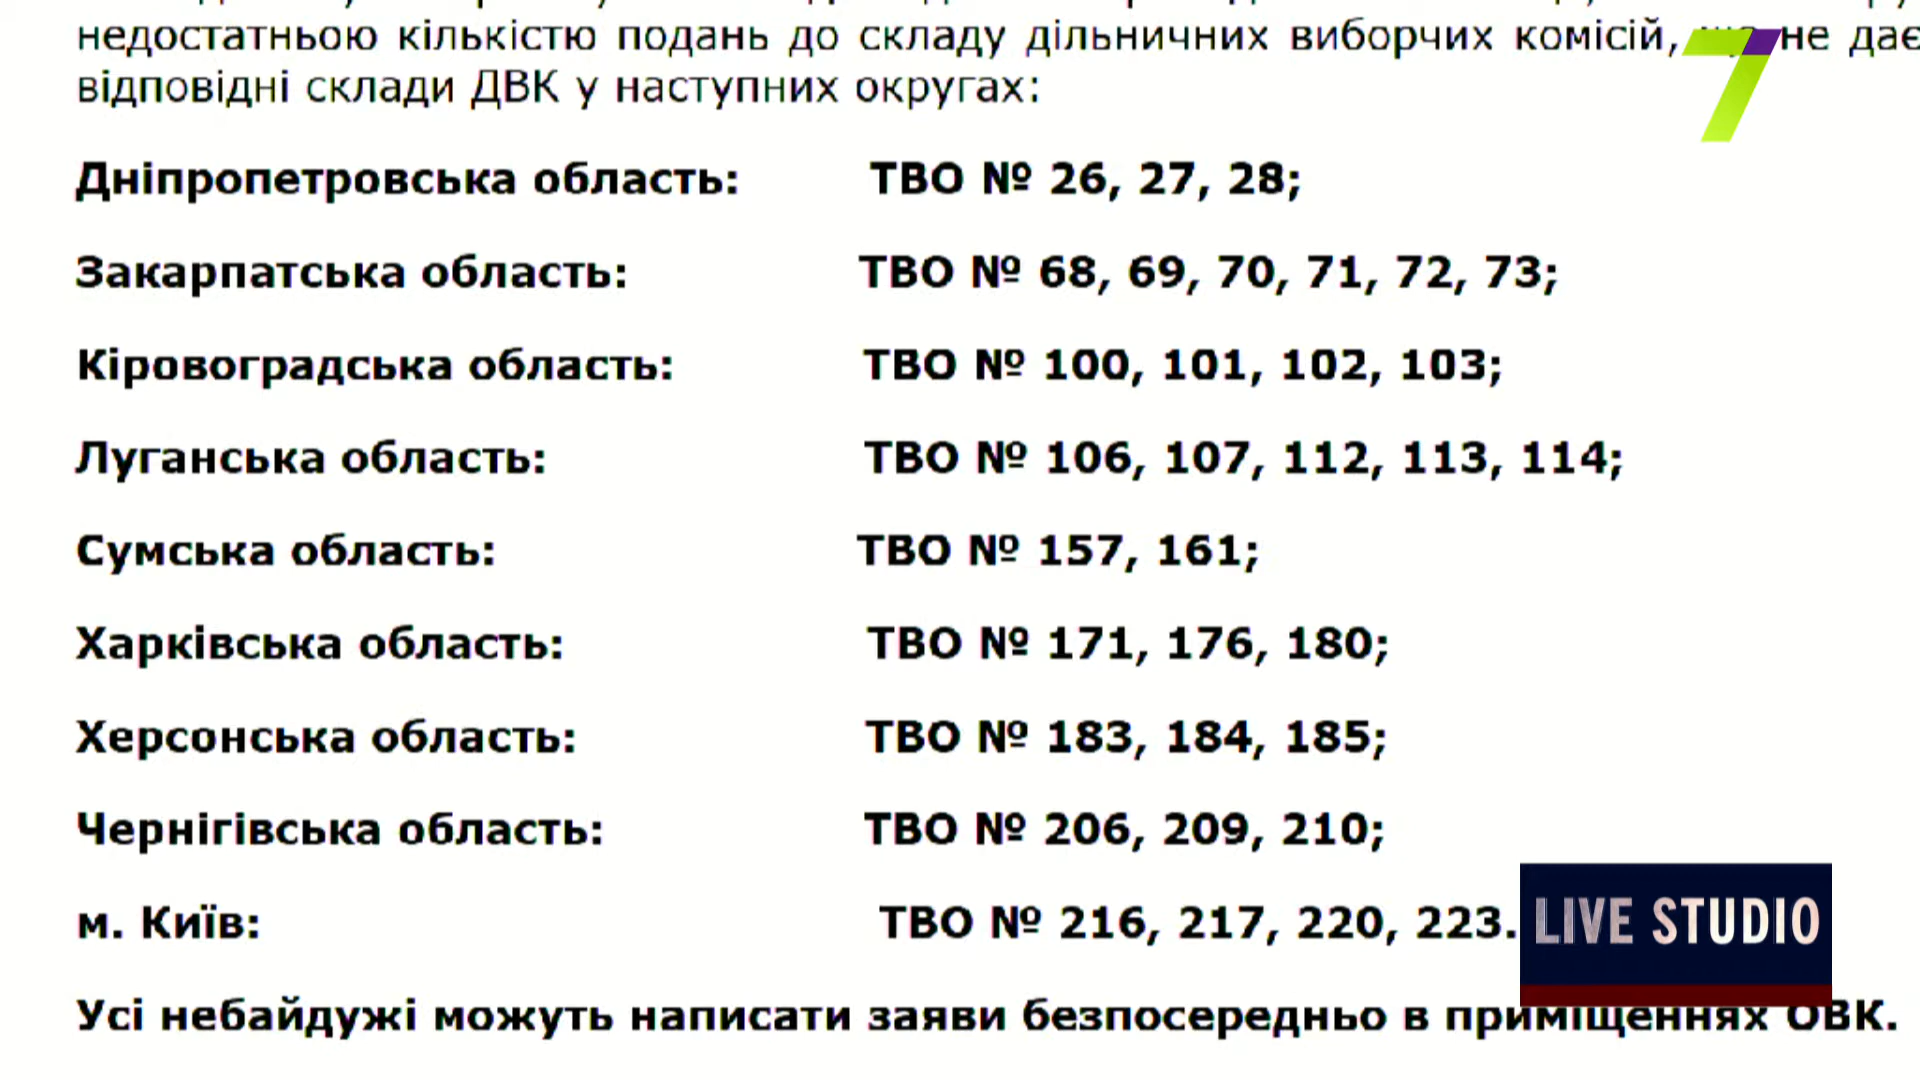 недостатньою кількістю подань до складу дільничних виборчих комісій, що не дає
відповідні склади ДВК у наступних округах:
Дніпропетровська область: ТВО № 26, 27, 28;
Закарпатська область: ТВО № 68, 69, 70, 71, 72, 73;
Кіровоградська область: ТВО № 100, 101, 102, 103;
Луганська область: ТВО № 106, 107, 112, 113, 114;
Сумська область: ТВО № 157, 161;
Харківська область: ТВО № 171, 176, 180;
Херсонська область: ТВО № 183, 184, 185;
Чернігівська область: ТВО № 206, 209, 210;
м. Київ: ТВО № 216, 217, 220, 223.
LIVE STUDIO
Усі небайдужі можуть написати заяви безпосередньо в приміщеннях ОВК.
7